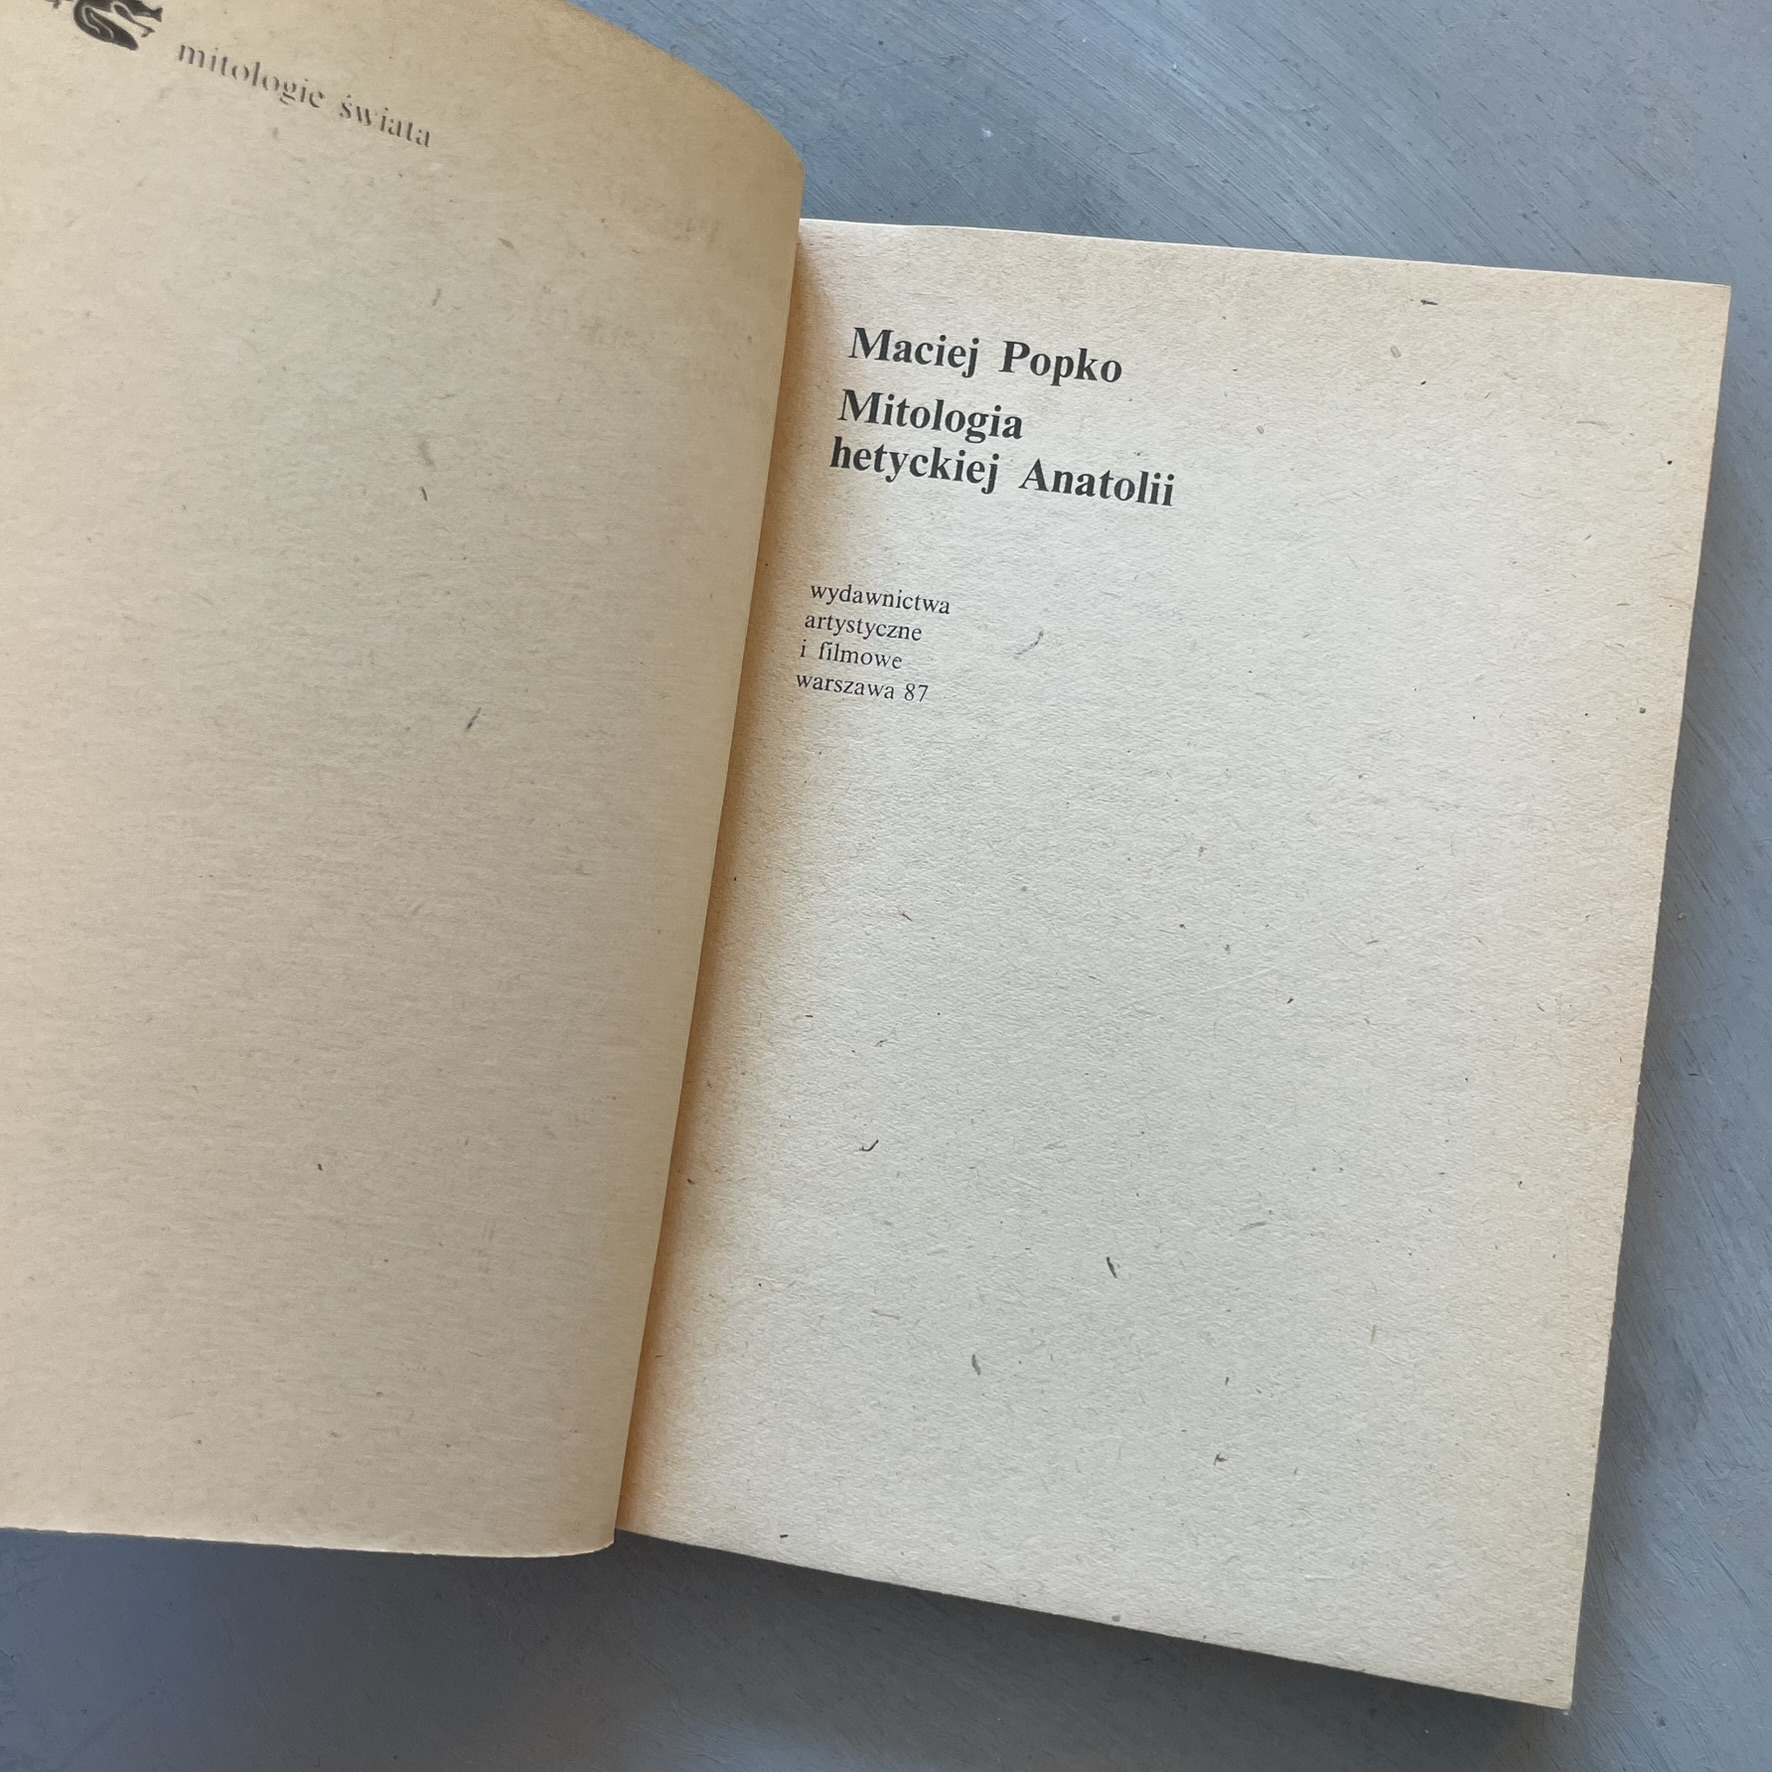 mitologie świata
Maciej Popko
Mitologia
hetyckiej Anatolii
wydawnictwa
artystyczne
i filmowe
warszawa 87